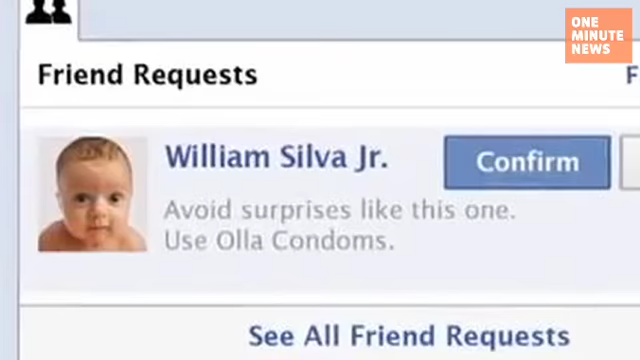 ONE
MINUTE
NEWS
Friend Requests
F
William Silva Jr.
Confirm
Avoid surprises like this one.
Use Olla Condoms.
See All Friend Requests